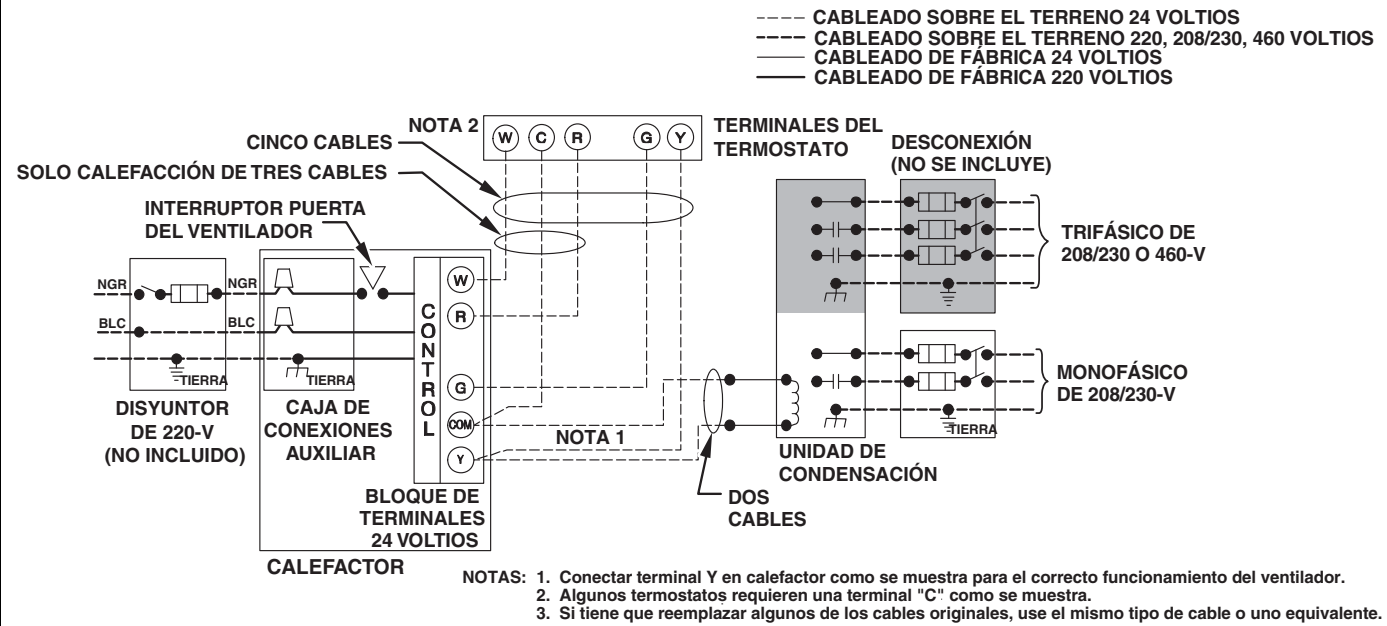 CABLEADO SOBRE EL TERRENO 24 VOLTIOS
CABLEADO SOBRE EL TERRENO 220, 208/230, 460 VOLTIOS
CABLEADO DE FÁBRICA 24 VOLTIOS
CABLEADO DE FÁBRICA 220 VOLTIOS
NOTA 2
W C R G Y
TERMINALES DEL
TERMOSTATO
CINCO CABLES
SOLO CALEFACCIÓN DE TRES CABLES
INTERRUPTOR PUERTA
DEL VENTILADOR
DESCONEXIÓN
(NO SE INCLUYE)
TRIFÁSICO DE
208/230 O 460-V
NGR
NGR
BLC
BLC
TIERRA
TIERRA
CONTROL
W
R
G
COM
Y
NOTA 1
DISYUNTOR
DE 220-V
(NO INCLUIDO)
CAJA DE
CONEXIONES
AUXILIAR
BLOQUE DE
TERMINALES
24 VOLTIOS
CALEFACTOR
DOS
CABLES
UNIDAD DE
CONDENSACIÓN
TIERRA
MONOFÁSICO
DE 208/230-V
NOTAS: 1. Conectar terminal Y en calefactor como se muestra para el correcto funcionamiento del ventilador.
2. Algunos termostatos requieren una terminal "C" como se muestra.
3. Si tiene que reemplazar algunos de los cables originales, use el mismo tipo de cable o uno equivalente.